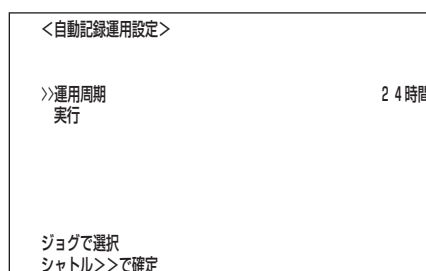 ＜自動記録運用設定＞
>>運用周期 ２４時間
実行
ジョグで選択
シャトル＞＞で確定